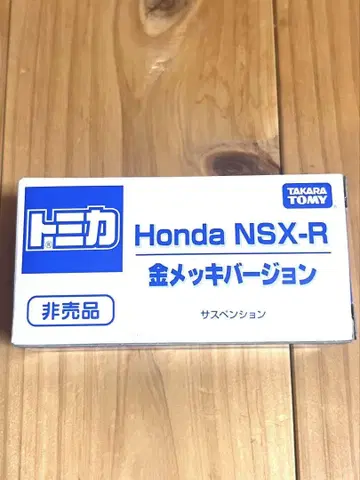 TAKARA
TOMY
トミカ
Honda NSX-R
金メッキバージョン
非売品
サスペンション